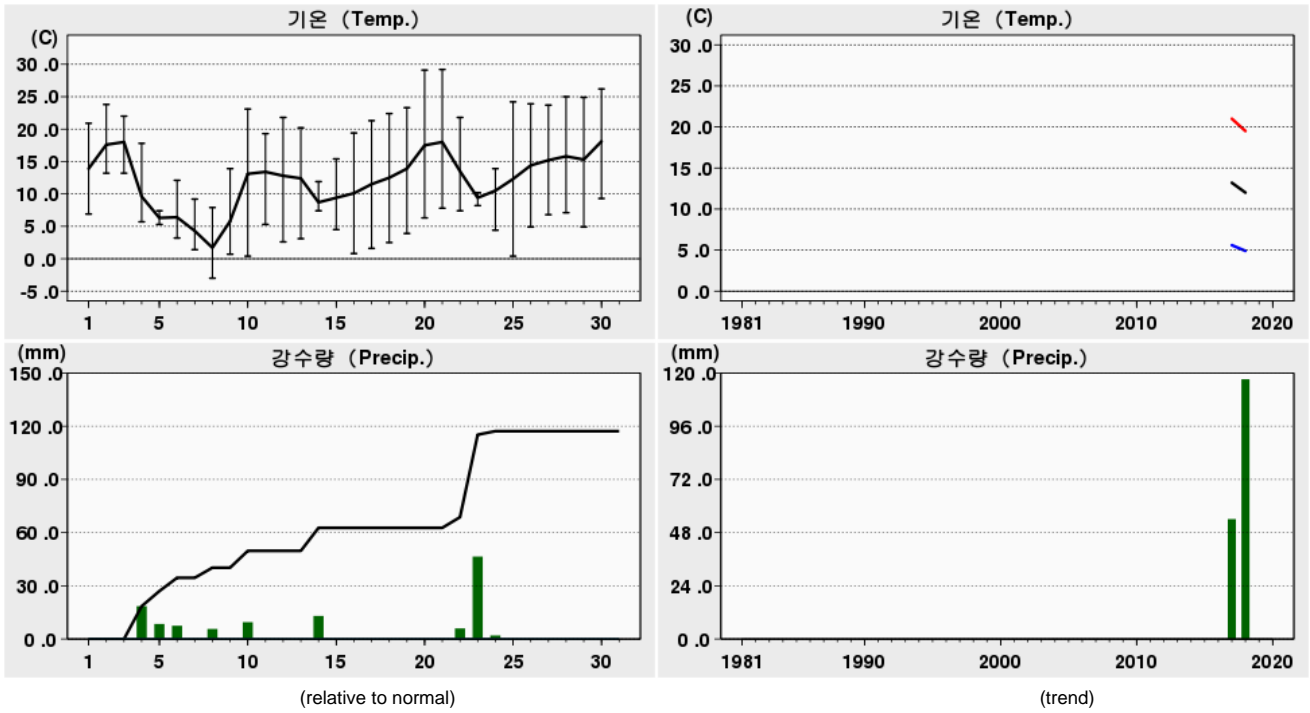 기온 (Temp.)
(C)
30 .0
25 .0
20 .0
15 .0
10 .0
5 .0
0 .0
-5 .0
1 5 10 15 20 25 30
기온 (Temp.)
(C)
30 .0
25 .0
20 .0
15 .0
10 .0
5 .0
0 .0
1981 1990 2000 2010 2020
강수량 (Precip.)
(mm)
150 .0
120 .0
90 .0
60 .0
30 .0
0 .0
1 5 10 15 20 25 30
(relative to normal)
강수량 (Precip.)
(mm)
120 .0
96 .0
72 .0
48 .0
24 .0
0 .0
1981 1990 2000 2010 2020
(trend)